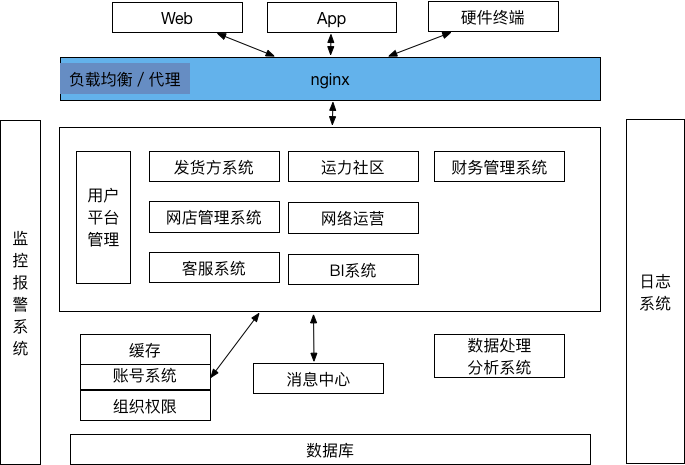 Web
App
硬件终端
负载均衡 / 代理
nginx
用户
平台
管理
发货方系统
运力社区
财务管理系统
网店管理系统
网络运营
客服系统
BI系统
监
控
报
警
系
统
日志
系统
缓存
账号系统
组织权限
消息中心
数据处理
分析系统
数据库